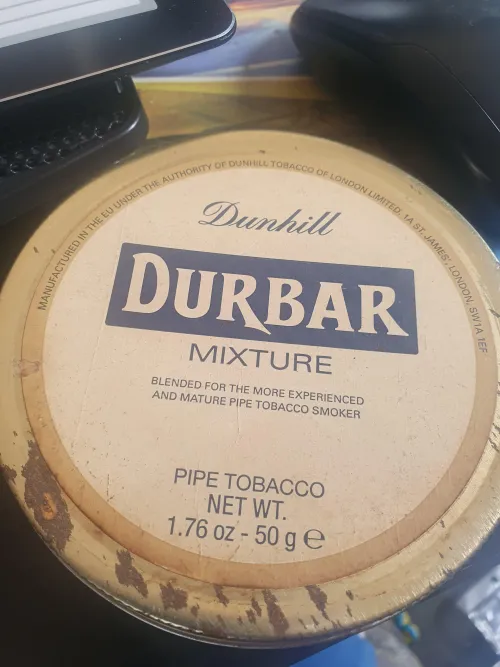 MANUFACTURED IN THE EU UNDER THE AUTHORITY OF DUNHILL TOBACCO OF LONDON LIMITED, 1A ST. JAMES', LONDON, SW1A 1EF
Dunhill
DURBAR
MIXTURE
BLENDED FOR THE MORE EXPERIENCED
AND MATURE PIPE TOBACCO SMOKER
PIPE TOBACCO
NET WT.
1.76 oz - 50 g ℮